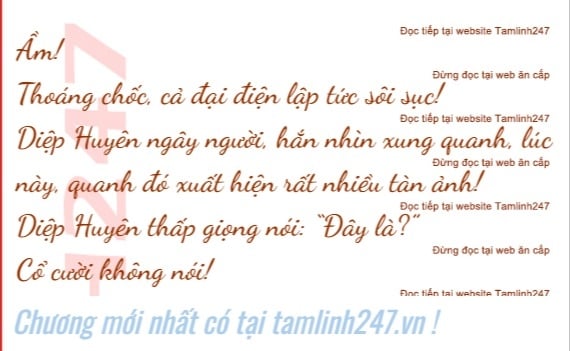 Đọc tiếp tại website Tamlinh247
Ầm!
Đừng đọc tại web ăn cắp
Thoáng chốc, cả đại điện lập tức sôi sục!
Đọc tiếp tại website Tamlinh247
Diệp Huyên ngây người, hắn nhìn xung quanh, lúc
Đừng đọc tại web ăn cắp
này, quanh đó xuất hiện rất nhiều tàn ảnh!
Đọc tiếp tại website Tamlinh247
Diệp Huyên thấp giọng nói: “Đây là?”
Đừng đọc tại web ăn cắp
Cổ cười không nói!
Đọc tiếp tại website Tamlinh247
Chương mới nhất có tại tamlinh247.vn !
247